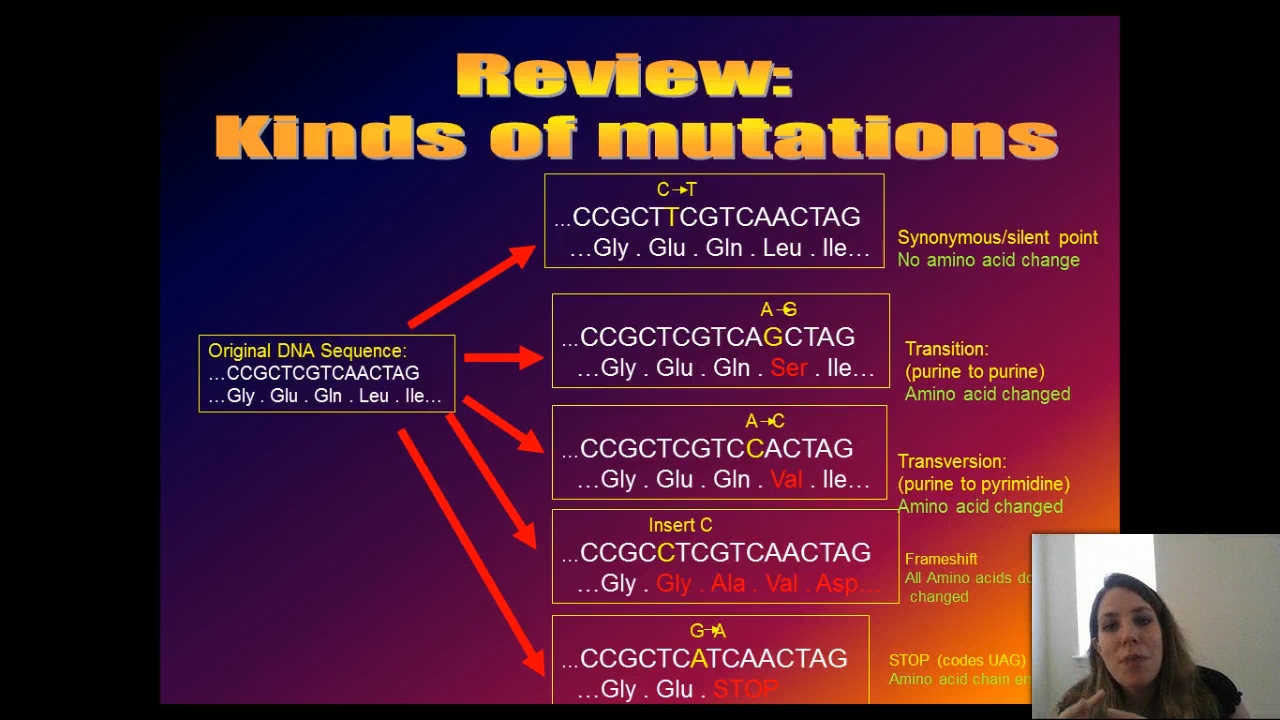 Review:
Kinds of mutations
C→T
...CCGCTTCGTCAACTAG
...Gly . Glu . Gln . Leu . Ile...
Synonymous/silent point
No amino acid change
A→G
...CCGCTCGTCAGCTAG
...Gly . Glu . Gln . Ser . Ile...
Transition:
(purine to purine)
Amino acid changed
Original DNA Sequence:
...CCGCTCGTCAACTAG
...Gly . Glu . Gln . Leu . Ile...
A→C
...CCGCTCGTCCACTAG
...Gly . Glu . Gln . Val . Ile...
Transversion:
(purine to pyrimidine)
Amino acid changed
Insert C
...CCGCCTCGTCAACTAG
...Gly . Gly . Ala . Val . Asp...
Frameshift
All Amino acids
changed
G→A
...CCGCTCATCAACTAG
...Gly . Glu . STOP
STOP (codes UAG)
Amino acid chain